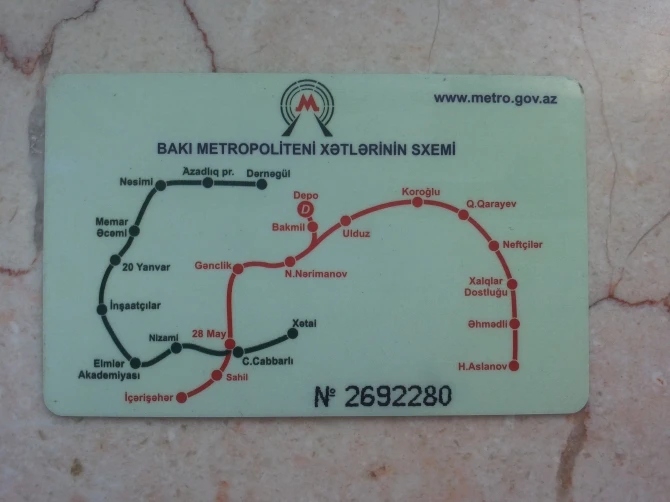 www.metro.gov.az
M
BAKI METROPOLİTENİ XƏTLƏRİNİN SXEMİ
Nəsimi
Azadlıq pr.
Dərnəgül
Memar
Əcəmi
20 Yanvar
İnşaatçılar
Elmlər
Akademiyası
Nizami
28 May
C.Cabbarlı
Xətai
İçərişəhər
Sahil
Gənclik
N.Nərimanov
Depo
D
Bakmil
Ulduz
Koroğlu
Q.Qarayev
Neftçilər
Xalqlar
Dostluğu
Əhmədli
H.Aslanov
№ 2692280